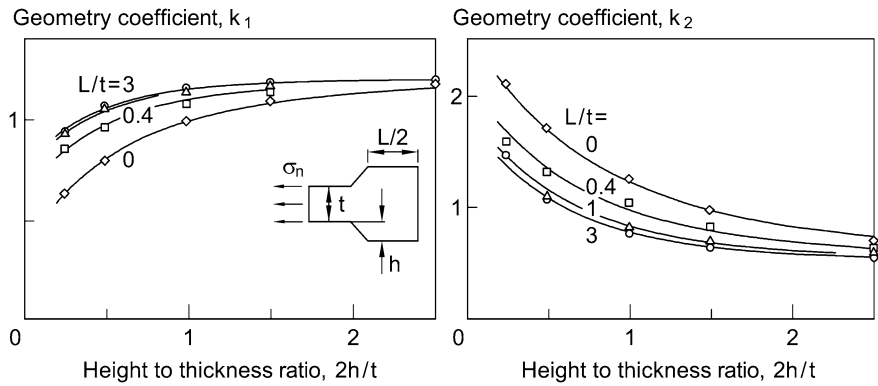 Geometry coefficient, k1
L/t=3
0.4
0
1
L/2
σn
t
h
0
1
2
Height to thickness ratio, 2h/t
Geometry coefficient, k2
2
L/t=
0
0.4
1
1
3
0
1
2
Height to thickness ratio, 2h/t